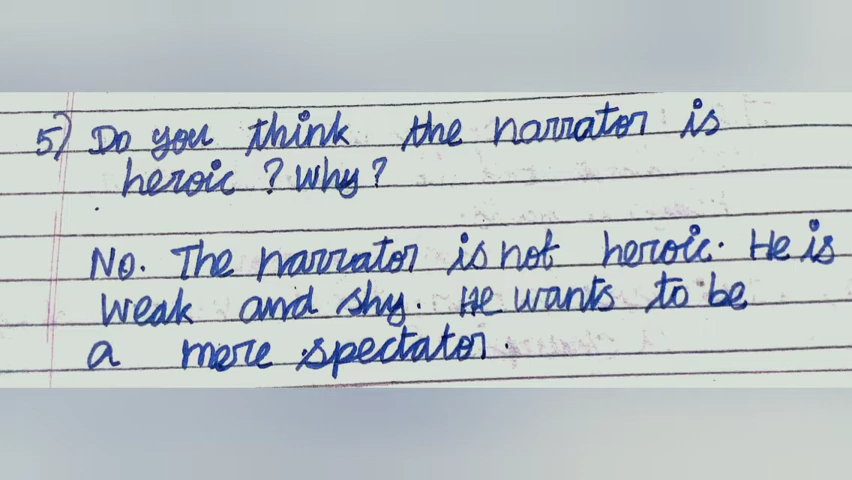 5) Do you think the narrator is
heroic ? Why ?
No. The narrator is not heroic. He is
weak and shy. He wants to be
a mere spectator.